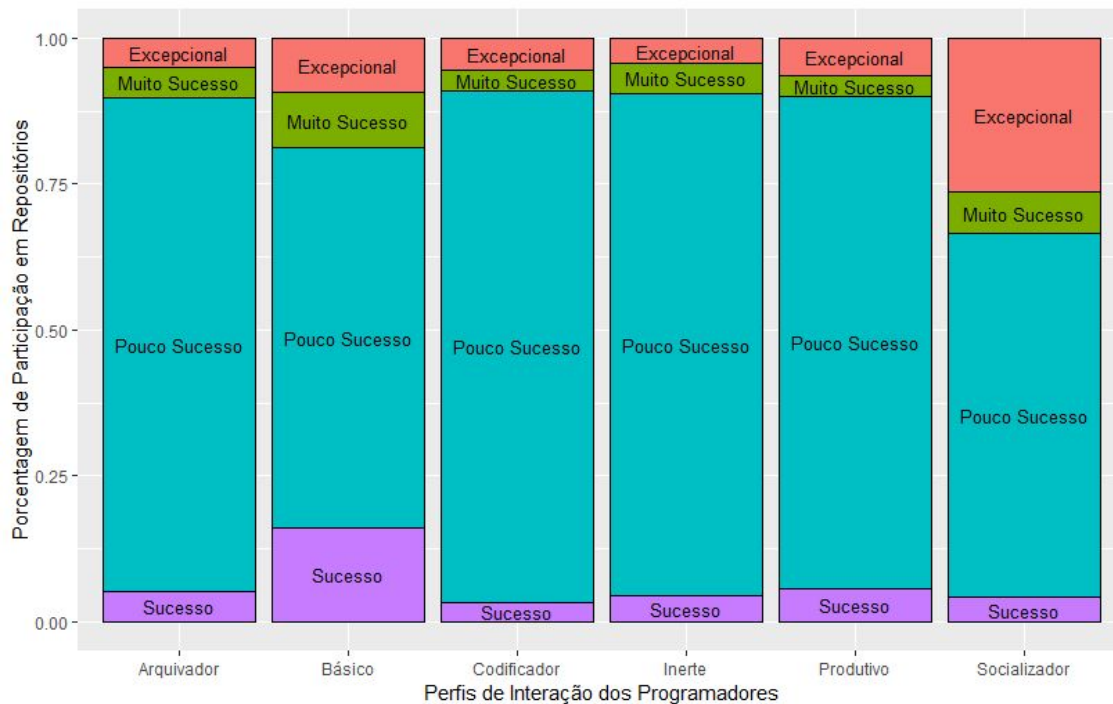 Porcentagem de Participação em Repositórios
1.00
0.75
0.50
0.25
0.00
Excepcional
Muito Sucesso
Pouco Sucesso
Sucesso
Excepcional
Muito Sucesso
Pouco Sucesso
Sucesso
Excepcional
Muito Sucesso
Pouco Sucesso
Sucesso
Excepcional
Muito Sucesso
Pouco Sucesso
Sucesso
Excepcional
Muito Sucesso
Pouco Sucesso
Sucesso
Excepcional
Muito Sucesso
Pouco Sucesso
Sucesso
Arquivador Básico Codificador Inerte Produtivo Socializador
Perfis de Interação dos Programadores